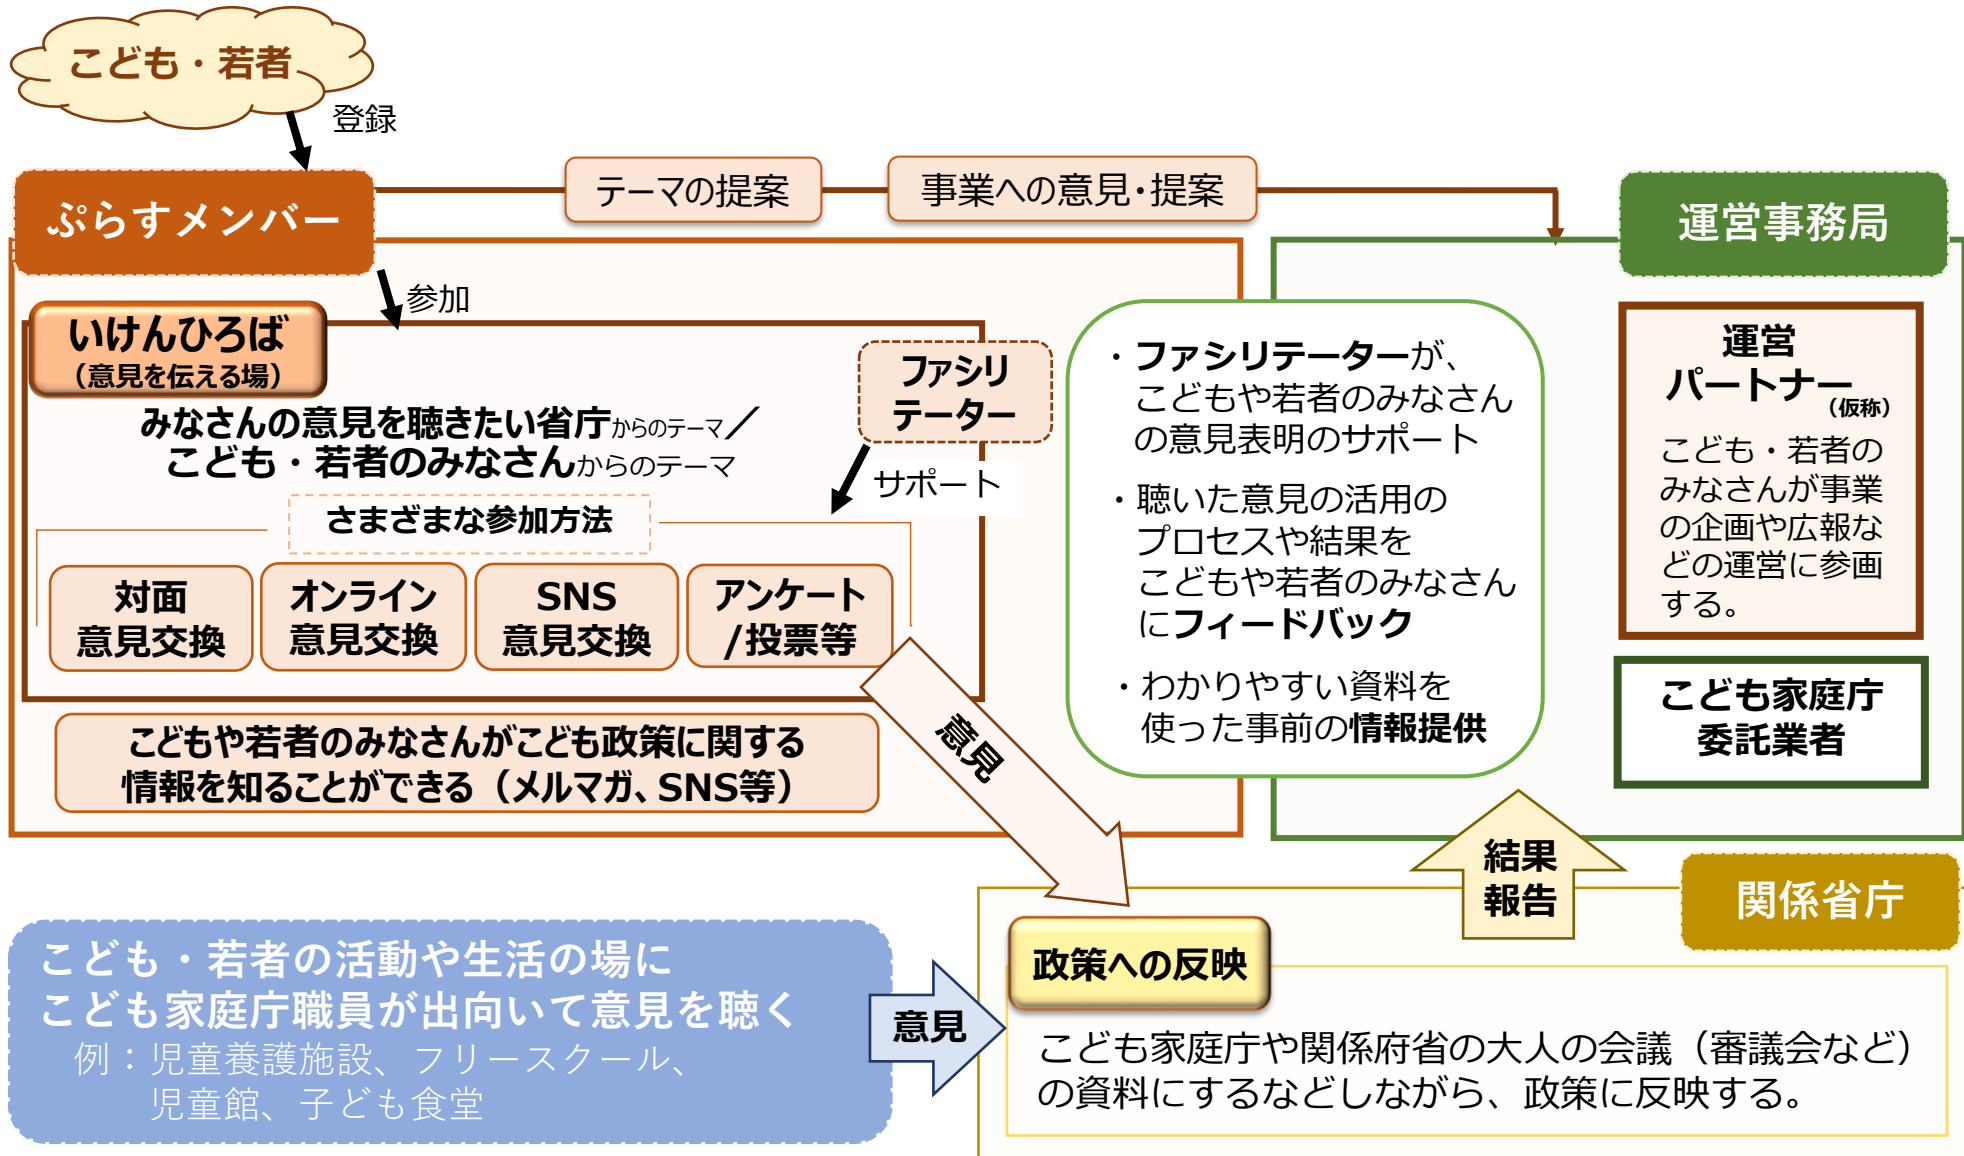 こども・若者
登録
ぷらすメンバー
テーマの提案
事業への意見・提案
運営事務局
参加
いけんひろば
（意見を伝える場）
みなさんの意見を聴きたい省庁からのテーマ／
こども・若者のみなさんからのテーマ
ファシリ
テーター
サポート
さまざまな参加方法
対面
意見交換
オンライン
意見交換
SNS
意見交換
アンケート
/投票等
こどもや若者のみなさんがこども政策に関する
情報を知ることができる（メルマガ、SNS等）
・ファシリテーターが、
こどもや若者のみなさん
の意見表明のサポート
・聴いた意見の活用の
プロセスや結果を
こどもや若者のみなさん
にフィードバック
・わかりやすい資料を
使った事前の情報提供
運営
パートナー（仮称）
こども・若者の
みなさんが事業
の企画や広報な
どの運営に参画
する。
こども家庭庁
委託業者
意見
結果
報告
関係省庁
こども・若者の活動や生活の場に
こども家庭庁職員が出向いて意見を聴く
例：児童養護施設、フリースクール、
児童館、子ども食堂
意見
政策への反映
こども家庭庁や関係府省の大人の会議（審議会など）
の資料にするなどしながら、政策に反映する。